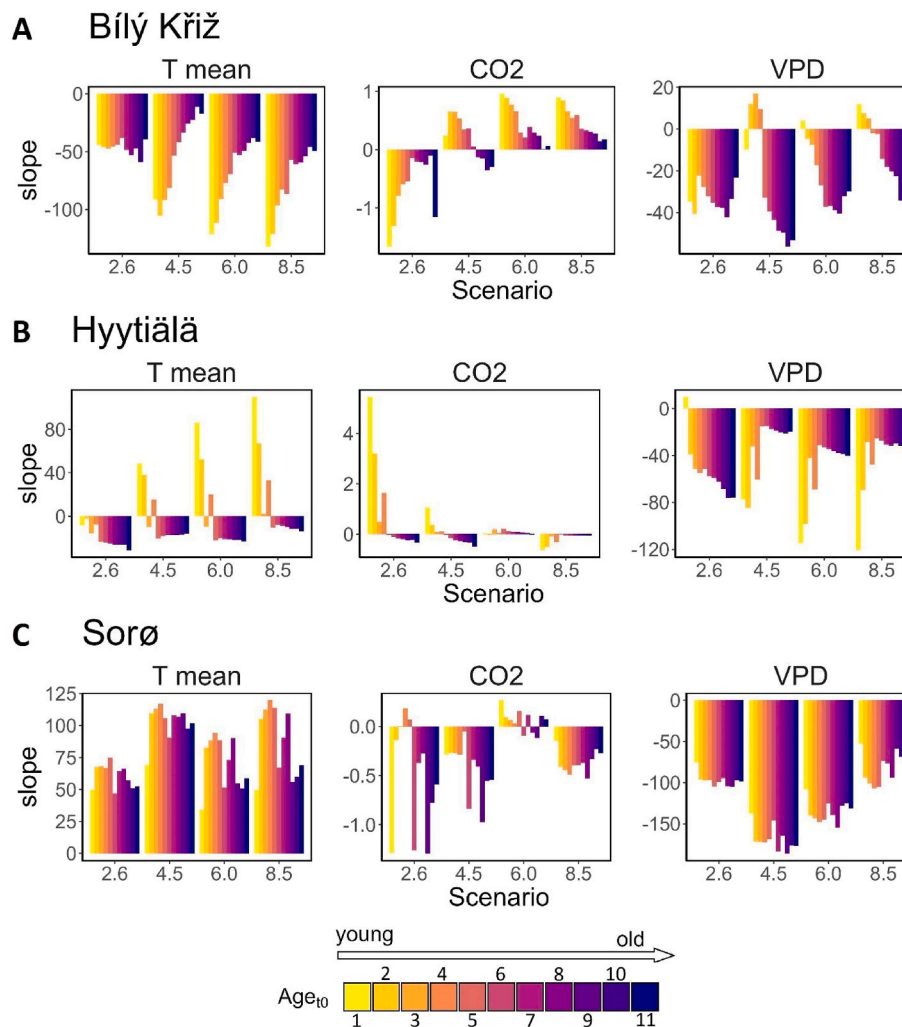 A Bílý Kříž
T mean CO2 VPD
slope
0
-50
-100
2.6 4.5 6.0 8.5
1
0
-1
2.6 4.5 6.0 8.5
Scenario
20
0
-20
-40
2.6 4.5 6.0 8.5
B Hyytiälä
T mean CO2 VPD
slope
80
40
0
2.6 4.5 6.0 8.5
4
2
0
2.6 4.5 6.0 8.5
Scenario
0
-40
-80
-120
2.6 4.5 6.0 8.5
C Sorø
T mean CO2 VPD
slope
125
100
75
50
25
0
2.6 4.5 6.0 8.5
0.0
-0.5
-1.0
2.6 4.5 6.0 8.5
Scenario
0
-50
-100
-150
2.6 4.5 6.0 8.5
young old
2 4 6 8 10
Age t0
1 3 5 7 9 11